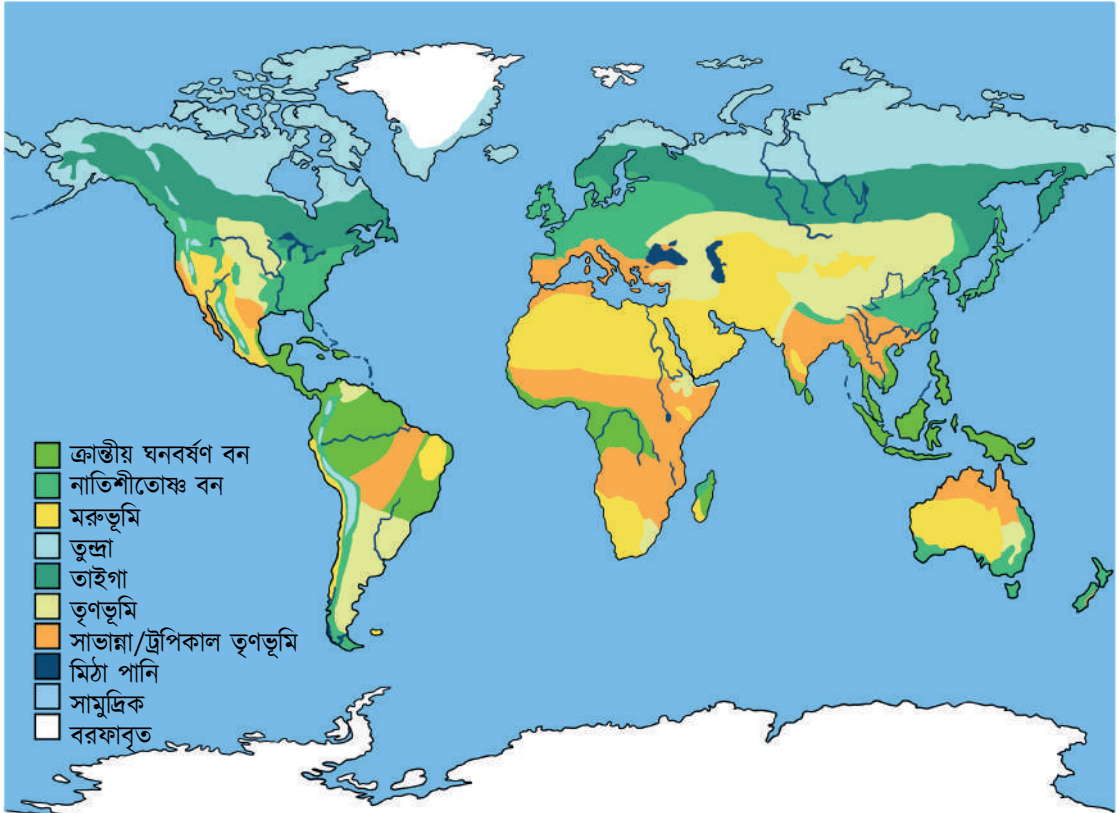 ক্রান্তীয় ঘনবর্ষণ বন
নাতিশীতোষ্ণ বন
মরুভূমি
তুন্দ্রা
তাইগা
তৃণভূমি
সাভান্না/ট্রপিকাল তৃণভূমি
মিঠা পানি
সামুদ্রিক
বরফাবৃত